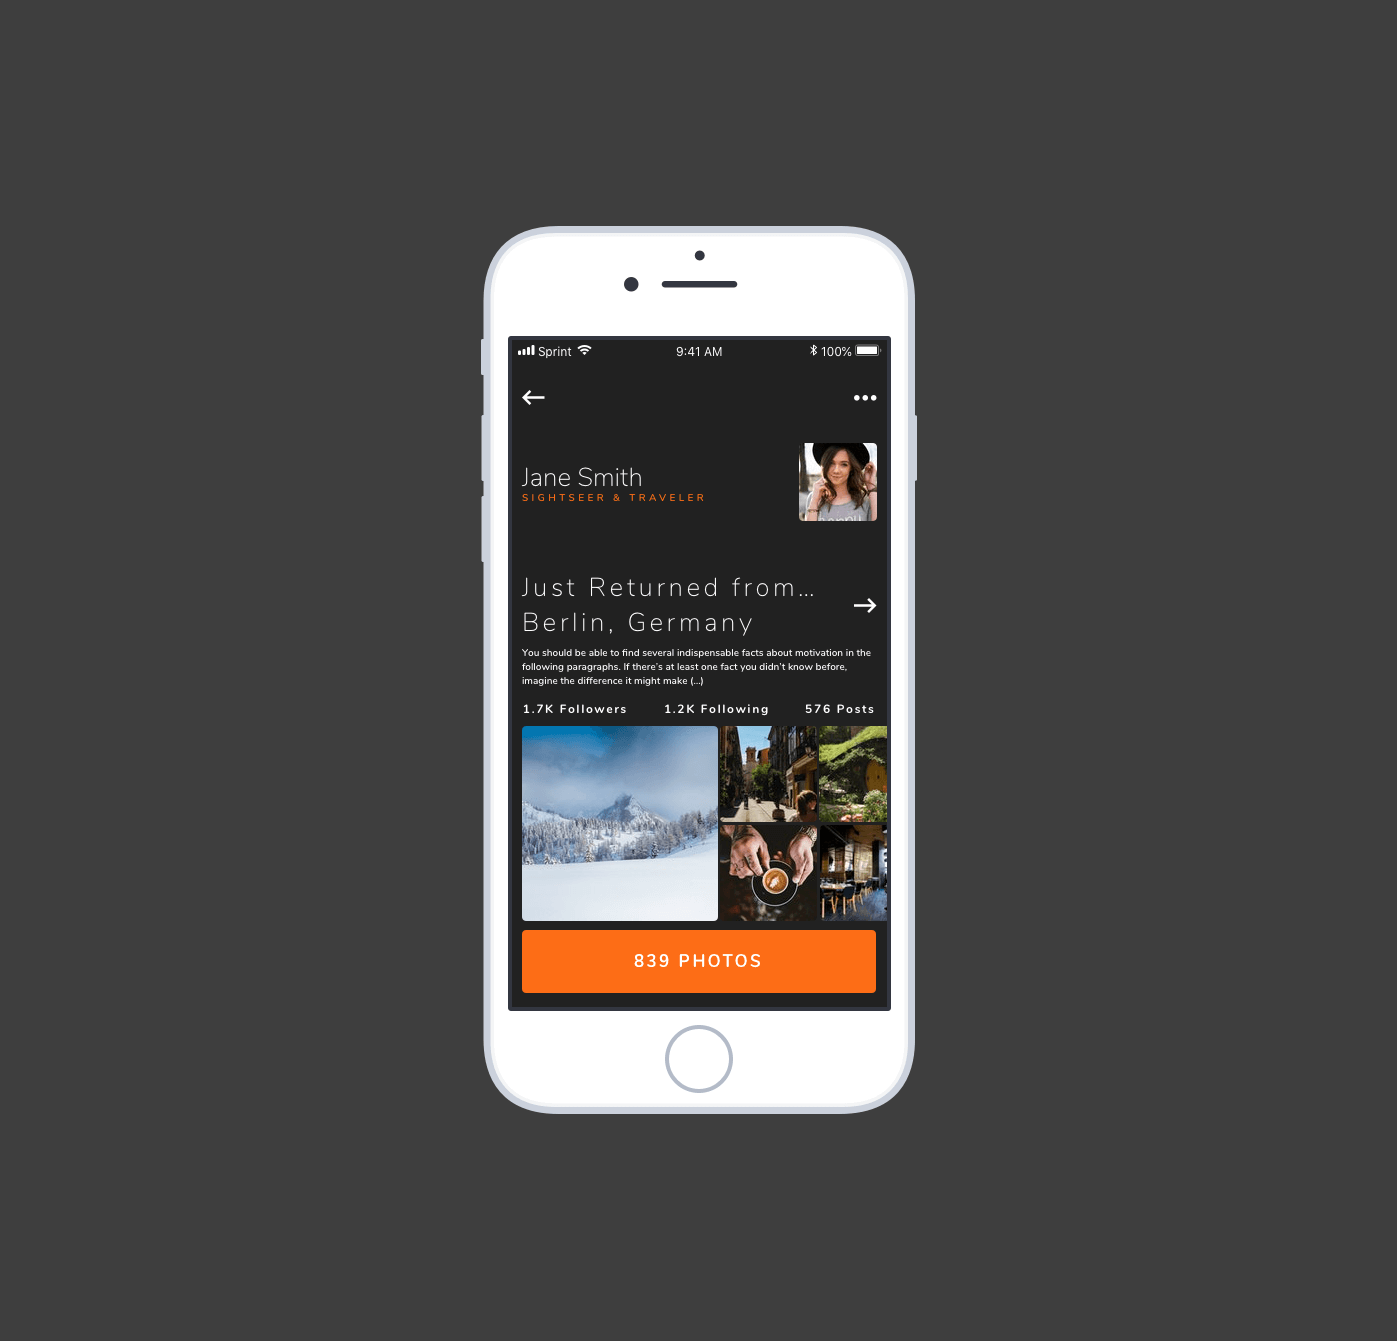 Sprint 9:41 AM 100%
Jane Smith
SIGHTSEER & TRAVELER
Just Returned from...
Berlin, Germany
You should be able to find several indispensable facts about motivation in the
following paragraphs. If there's at least one fact you didn't know before,
imagine the difference it might make (...)
1.7K Followers 1.2K Following 576 Posts
839 PHOTOS